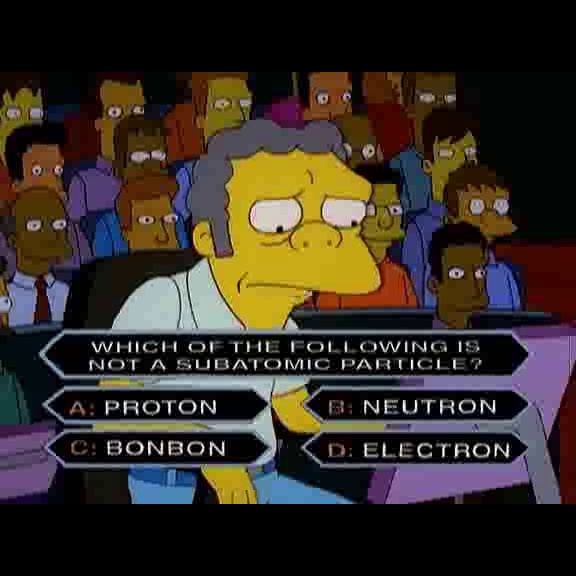 WHICH OF THE FOLLOWING IS
NOT A SUBATOMIC PARTICLE?
A: PROTON
B: NEUTRON
C: BONBON
D: ELECTRON